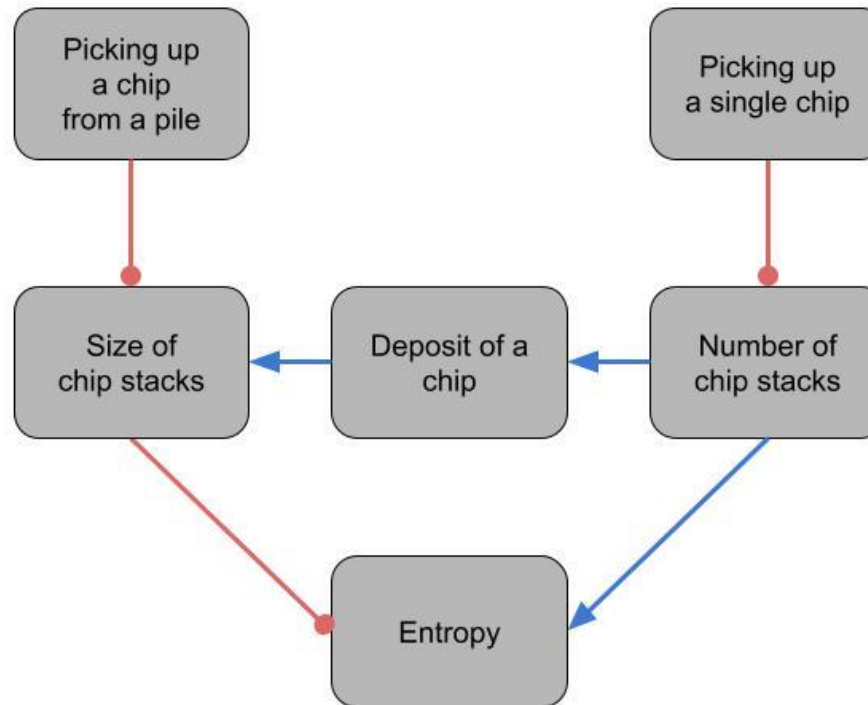 Picking up
a chip
from a pile
Picking up
a single chip
Size of
chip stacks
Deposit of a
chip
Number of
chip stacks
Entropy